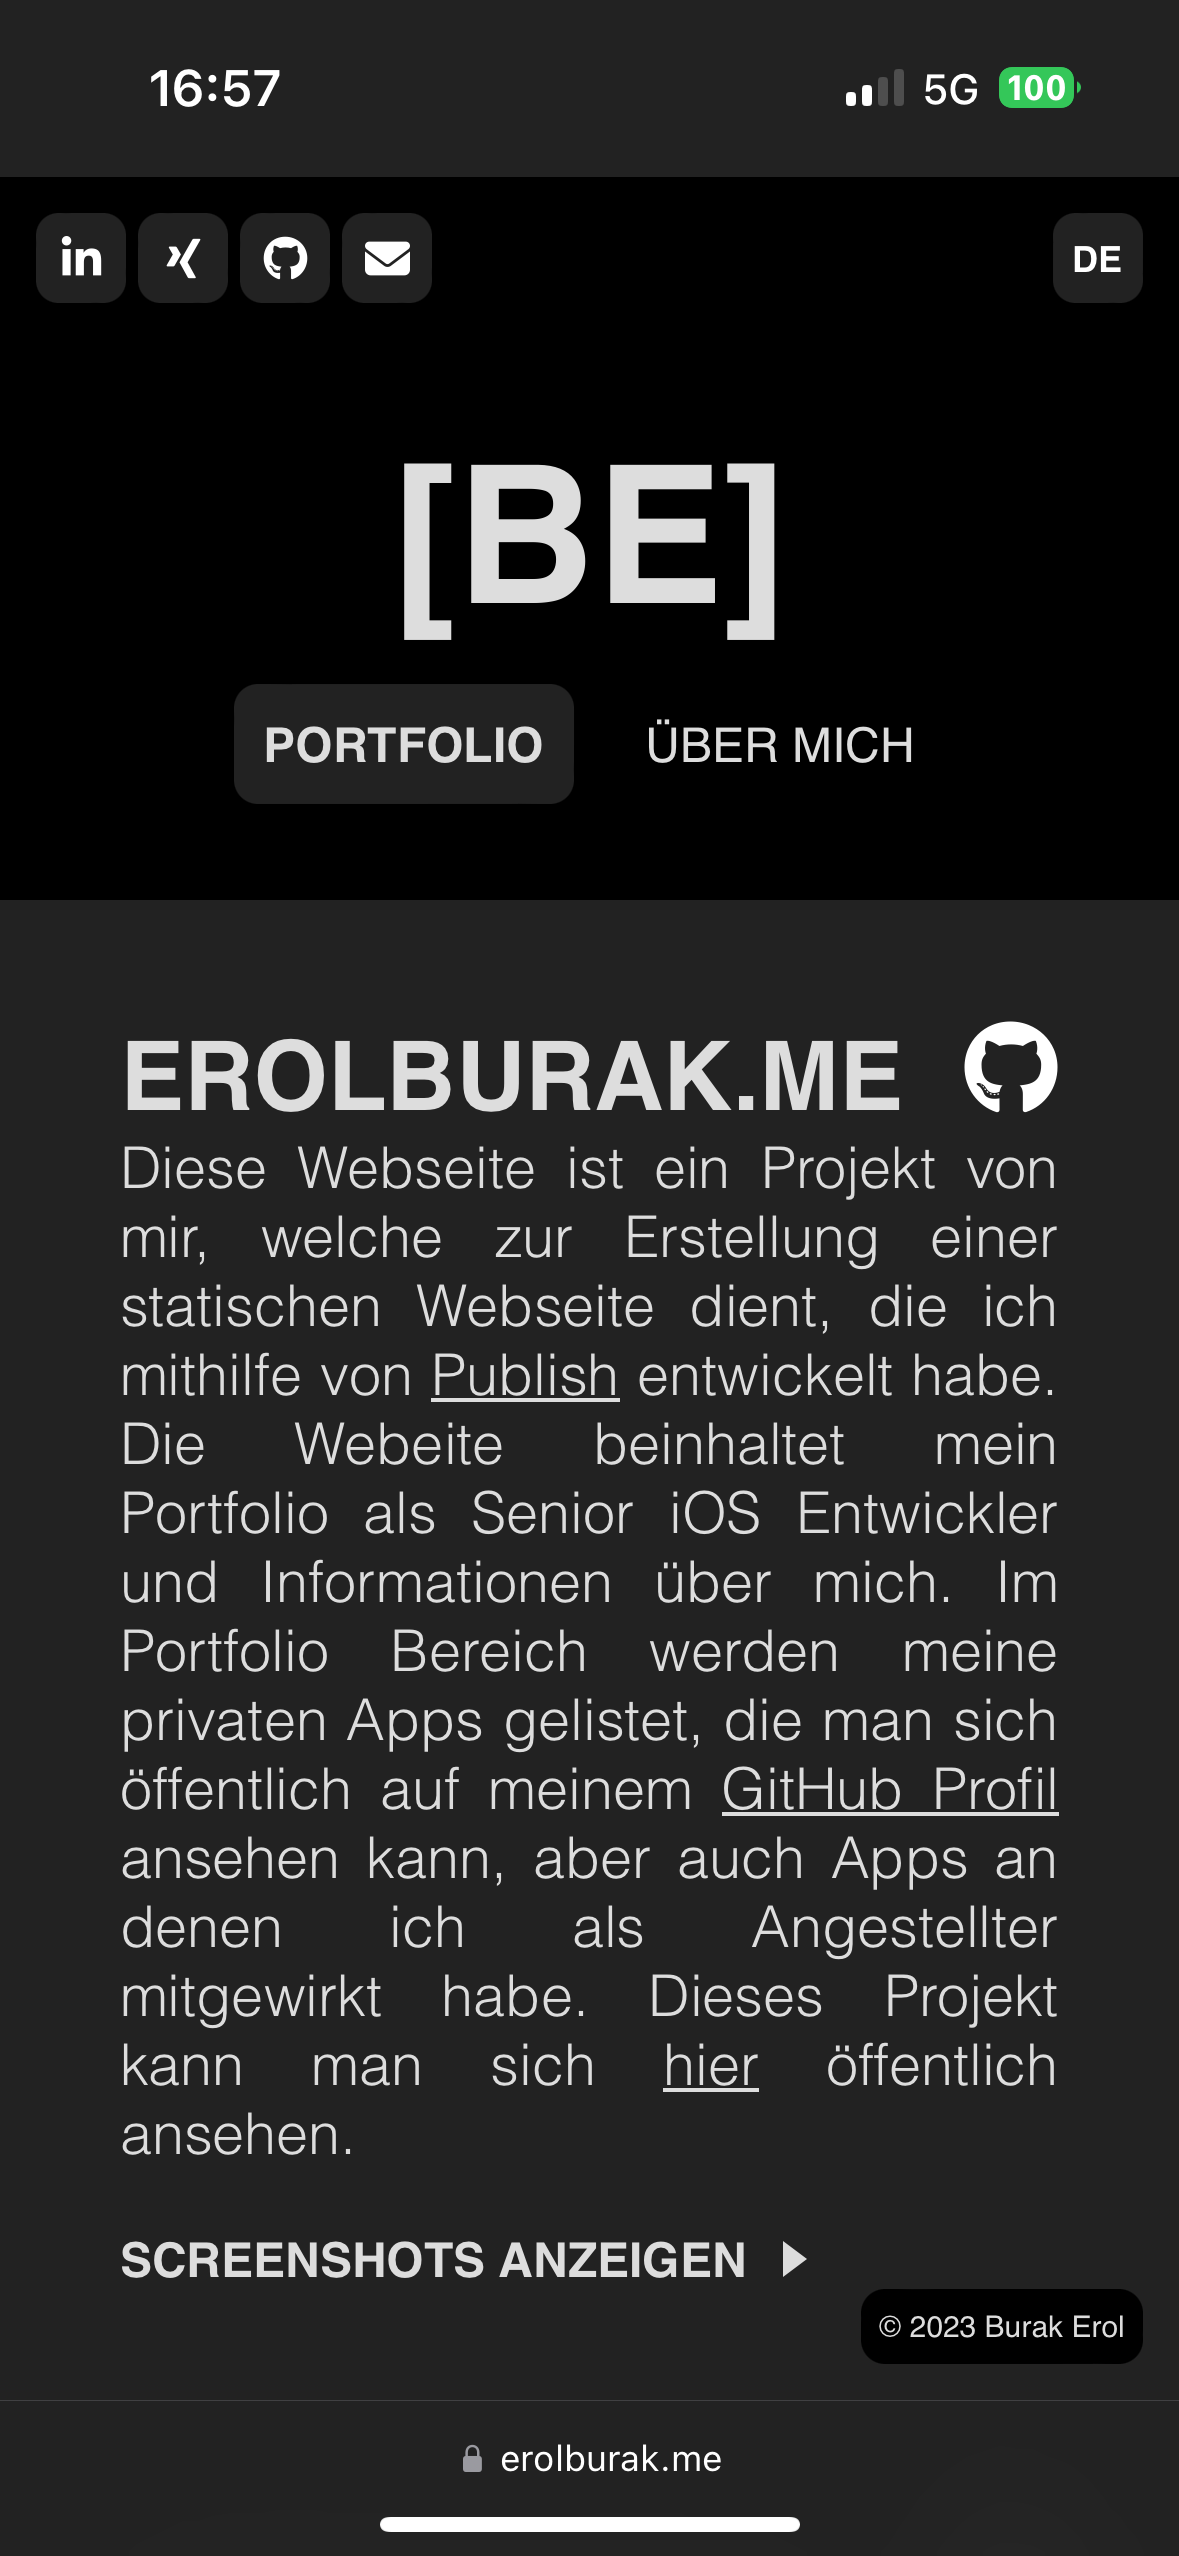 16:57
5G 100
in
DE
[BE]
PORTFOLIO ÜBER MICH
EROLBURAK.ME
Diese Webseite ist ein Projekt von
mir, welche zur Erstellung einer
statischen Webseite dient, die ich
mithilfe von Publish entwickelt habe.
Die Webeite beinhaltet mein
Portfolio als Senior iOS Entwickler
und Informationen über mich. Im
Portfolio Bereich werden meine
privaten Apps gelistet, die man sich
öffentlich auf meinem GitHub Profil
ansehen kann, aber auch Apps an
denen ich als Angestellter
mitgewirkt habe. Dieses Projekt
kann man sich hier öffentlich
ansehen.
SCREENSHOTS ANZEIGEN
© 2023 Burak Erol
erolburak.me